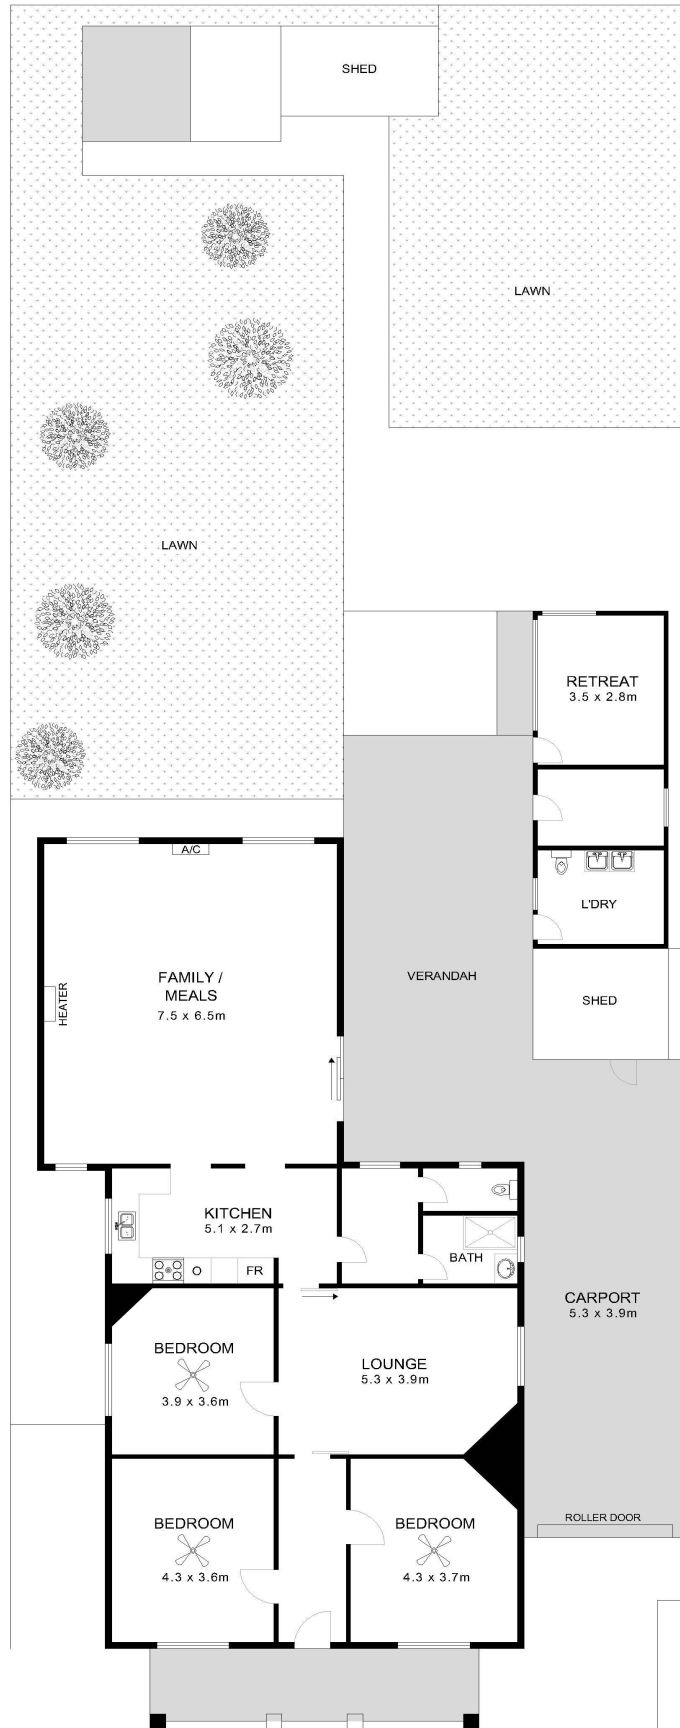 SHED
LAWN
LAWN
RETREAT
3.5 x 2.8m
A/C
L'DRY
FAMILY /
MEALS
7.5 x 6.5m
HEATER
VERANDAH
SHED
KITCHEN
5.1 x 2.7m
O
FR
BATH
CARPORT
5.3 x 3.9m
BEDROOM
3.9 x 3.6m
LOUNGE
5.3 x 3.9m
ROLLER DOOR
BEDROOM
4.3 x 3.6m
BEDROOM
4.3 x 3.7m